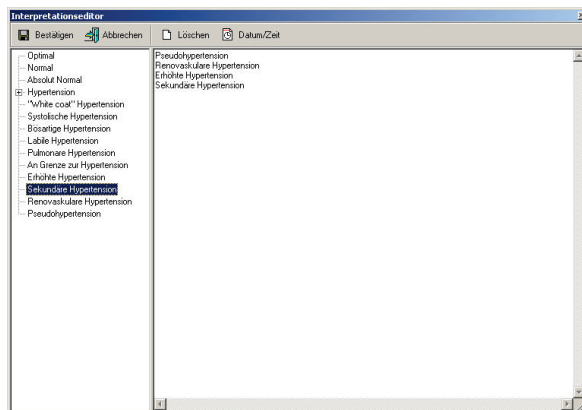 Interpretationseditor
Bestätigen Abbrechen Löschen Datum/Zeit
Optimal
Normal
Absolut Normal
Hypertension
"White coat" Hypertension
Systolische Hypertension
Bösartige Hypertension
Labile Hypertension
Pulmonare Hypertension
An Grenze zur Hypertension
Erhöhte Hypertension
Sekundäre Hypertension
Renovaskulare Hypertension
Pseudohypertension
Pseudohypertension
Renovaskulare Hypertension
Erhöhte Hypertension
Sekundäre Hypertension